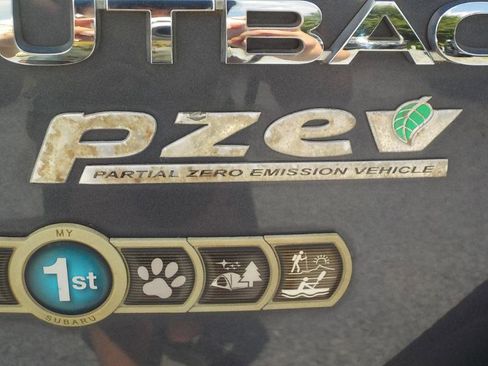 UTBAC
pzev
PARTIAL ZERO EMISSION VEHICLE
MY
1st
SUBARU